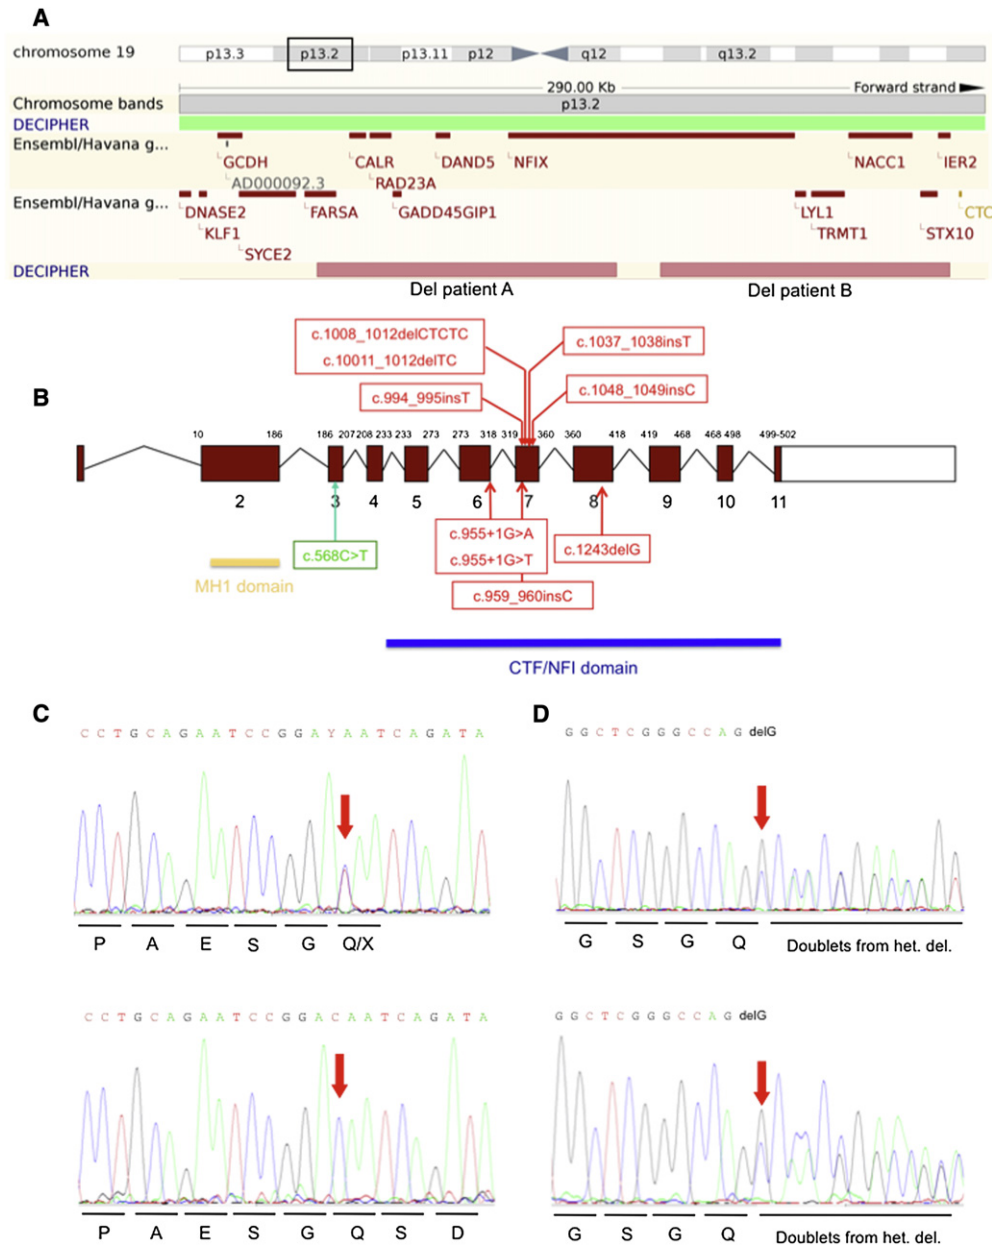 A
chromosome 19 p13.3 p13.2 p13.11 p12 q12 q13.2
290.00 Kb Forward strand
Chromosome bands p13.2
DECIPHER
Ensembl/Havana g...
GCDH CALR DAND5 NFIX NACC1 IER2
AD000092.3 RAD23A
Ensembl/Havana g...
DNASE2 FARSA GADD45GIP1 LYL1 CTC
KLF1 TRMT1 STX10
SYCE2
DECIPHER
Del patient A Del patient B
B
c.1008_1012delCTCTC
c.10011_1012delTC
c.1037_1038insT
c.994_995insT
c.1048_1049insC
10 186 186 207 208 233 233 273 273 318 319 360 360 418 419 468 468 498 499-502
2 3 4 5 6 7 8 9 10 11
c.568C>T
c.955+1G>A
c.955+1G>T
c.1243delG
c.959_960insC
MH1 domain
CTF/NFI domain
C
C C T G C A G A A T C C G G A Y A A T C A G A T A
P A E S G Q/X
C C T G C A G A A T C C G G A C A A T C A G A T A
P A E S G Q S D
D
G G C T C G G G C C A G delG
G S G Q Doublets from het. del.
G G C T C G G G C C A G delG
G S G Q Doublets from het. del.